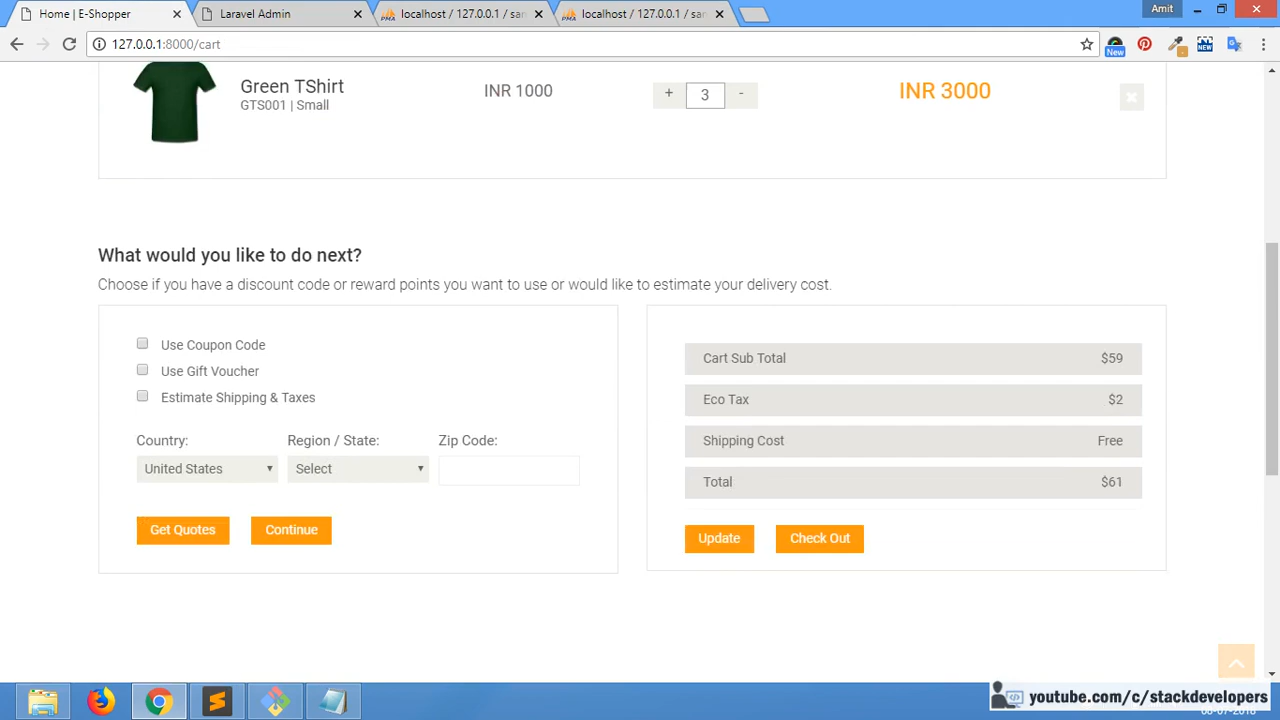 Home | E-Shopper
Laravel Admin
localhost / 127.0.0.1 / sam
localhost / 127.0.0.1 / sam
Amit
127.0.0.1:8000/cart
New
NEW
Green TShirt
GTS001 | Small
INR 1000
+ 3 -
INR 3000
What would you like to do next?
Choose if you have a discount code or reward points you want to use or would like to estimate your delivery cost.
Use Coupon Code
Use Gift Voucher
Estimate Shipping & Taxes
Country:
Region / State:
Zip Code:
United States
Select
Get Quotes
Continue
Cart Sub Total $59
Eco Tax $2
Shipping Cost Free
Total $61
Update
Check Out
youtube.com/c/stackdevelopers